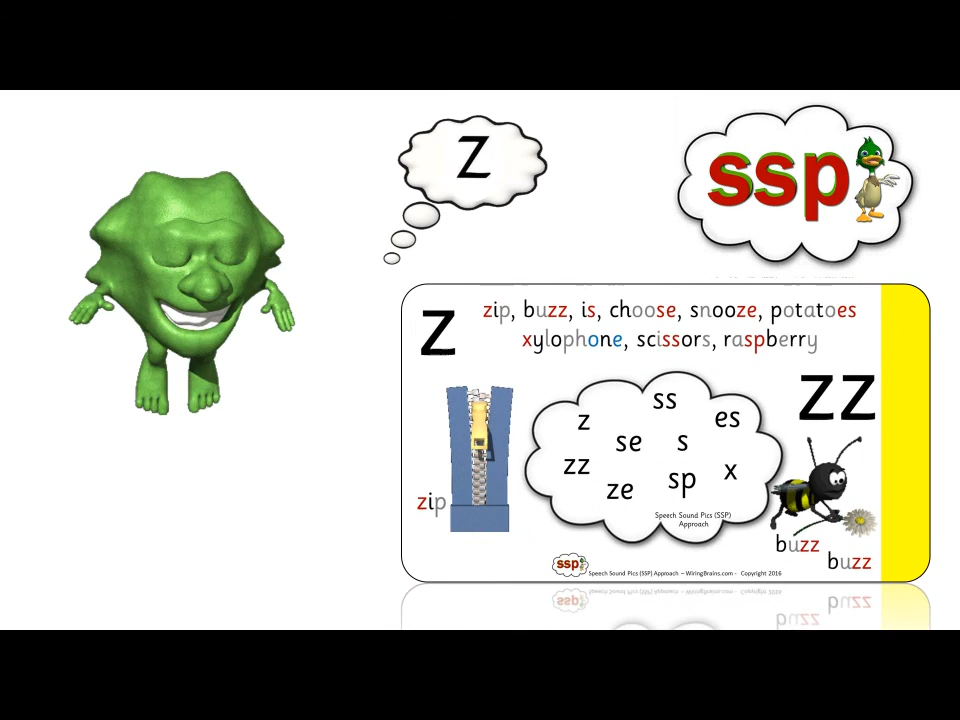 z
ssp
z
zip, buzz, is, choose, snooze, potatoes
xylophone, scissors, raspberry
zz
ss
z
es
se
s
zz
x
sp
ze
Speech Sound Pics (SSP)
Approach
zip
buzz
buzz
ssp
Speech Sound Pics (SSP) Approach – WiringBrains.com - Copyright 2016